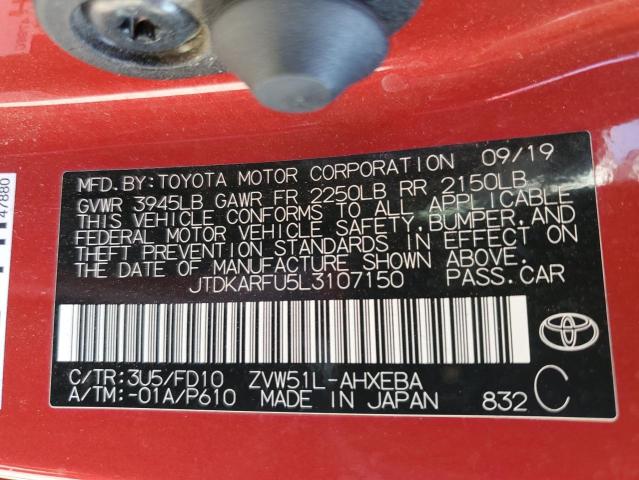 MFD. BY: TOYOTA MOTOR CORPORATION 09/19
GVWR 3945LB GAWR FR 2250LB RR 2150LB
THIS VEHICLE CONFORMS TO ALL APPLICABLE
FEDERAL MOTOR VEHICLE SAFETY, BUMPER, AND
THEFT PREVENTION STANDARDS IN EFFECT ON
THE DATE OF MANUFACTURE SHOWN ABOVE.
JTDKARFU5L3107150 PASS.CAR
C/TR:3U5/FD10 ZVW51L-AHXEBA
A/TM:-01A/P610 MADE IN JAPAN 832 C
TOYOTA
47880